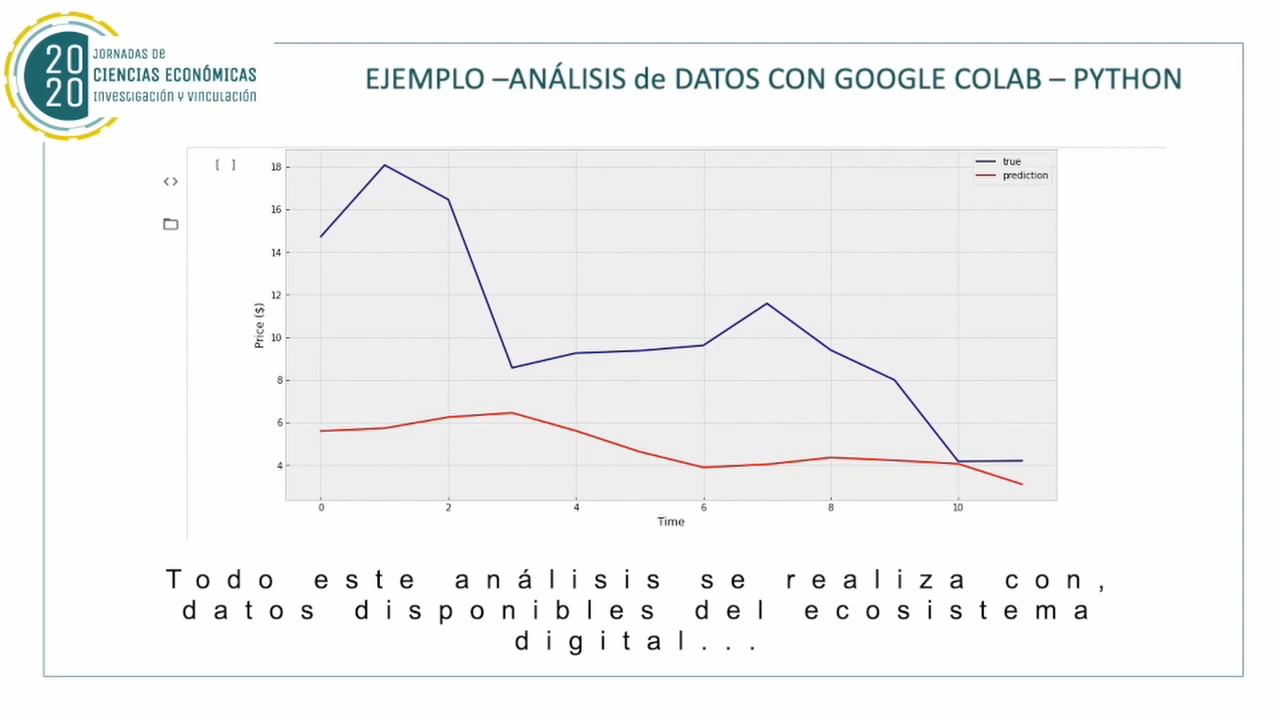 20
20
JORNADAS DE
CIENCIAS ECONÓMICAS
INVESTIGACIÓN Y VINCULACIÓN
EJEMPLO –ANÁLISIS de DATOS CON GOOGLE COLAB – PYTHON
[ ]
<>
true
prediction
18
16
14
12
10
8
6
4
Price ($)
0 2 4 6 8 10
Time
Todo este análisis se realiza con,
datos disponibles del ecosistema
digital...